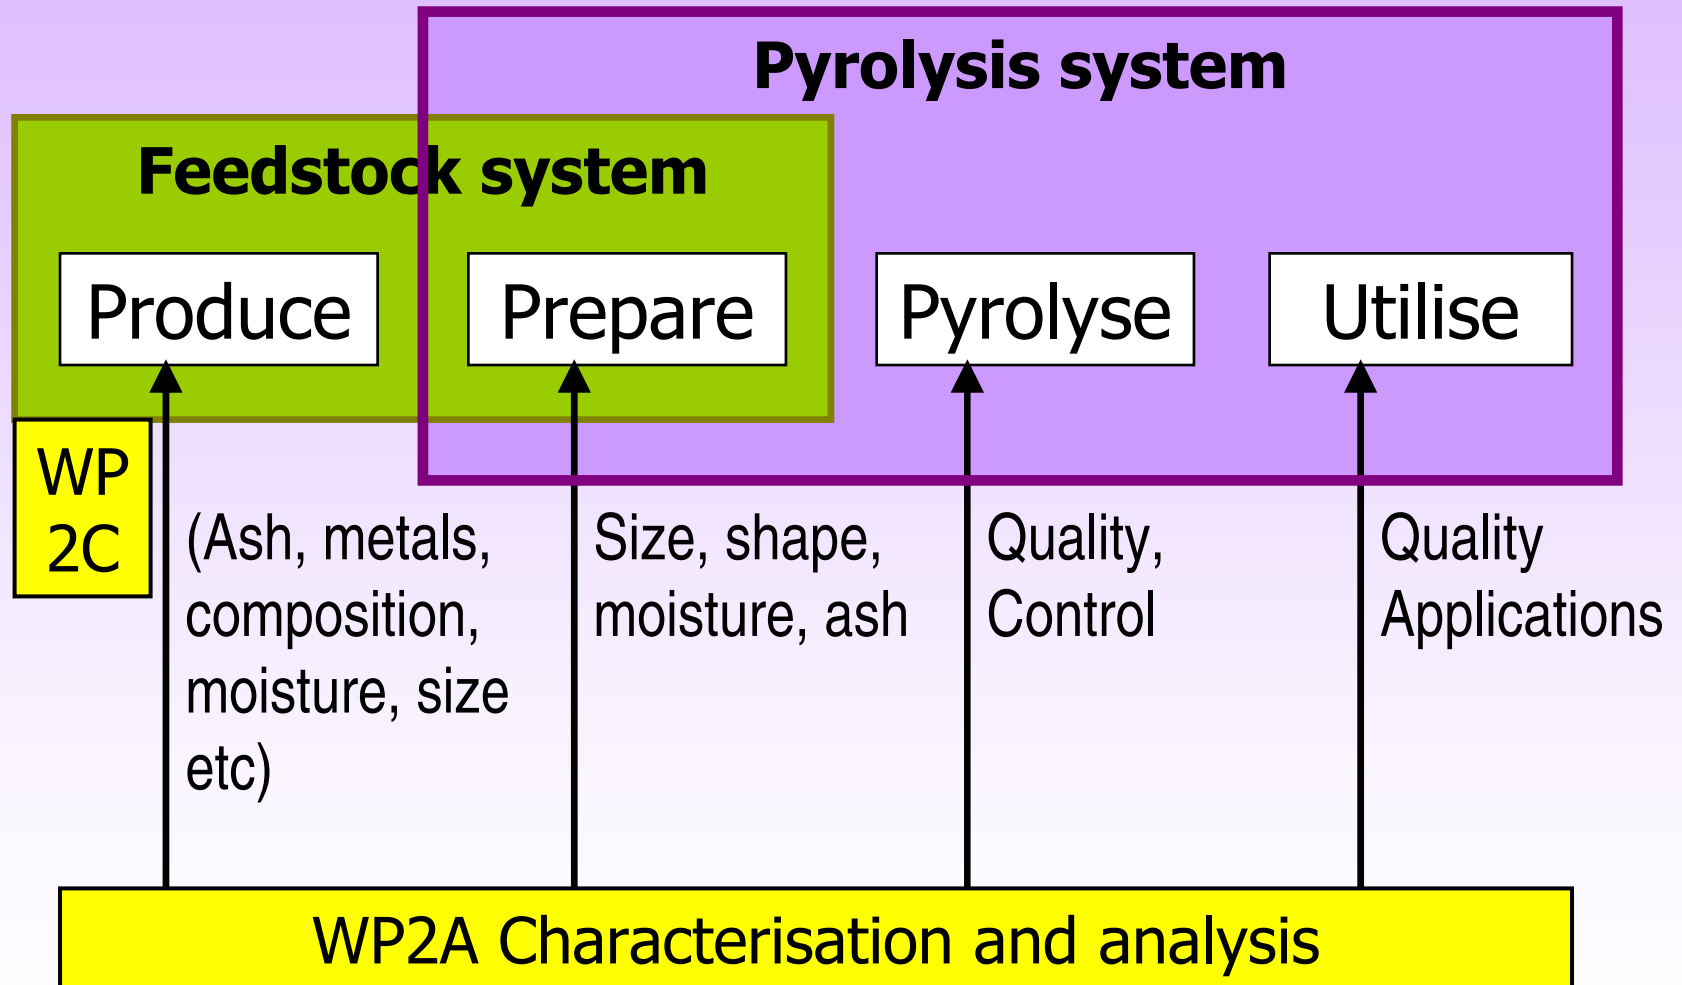 Pyrolysis system
Feedstock system
Produce
Prepare
Pyrolyse
Utilise
WP
2C
(Ash, metals,
composition,
moisture, size
etc)
Size, shape,
moisture, ash
Quality,
Control
Quality
Applications
WP2A Characterisation and analysis